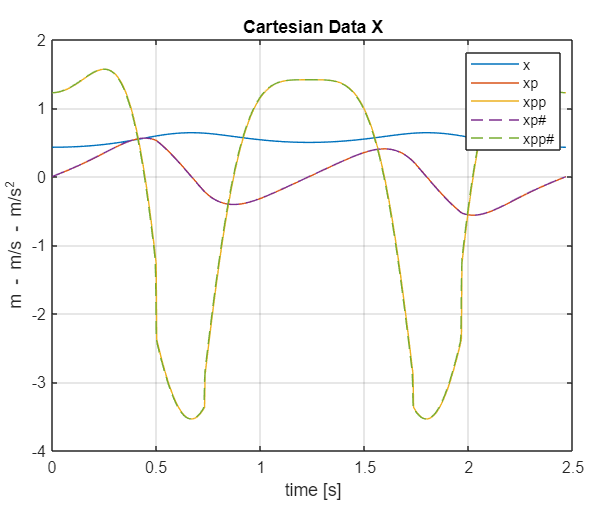 Cartesian Data X
2
1
0
-1
-2
-3
-4
m - m/s - m/s²
x
xp
xpp
xp#
xpp#
0
0.5
1
1.5
2
2.5
time [s]